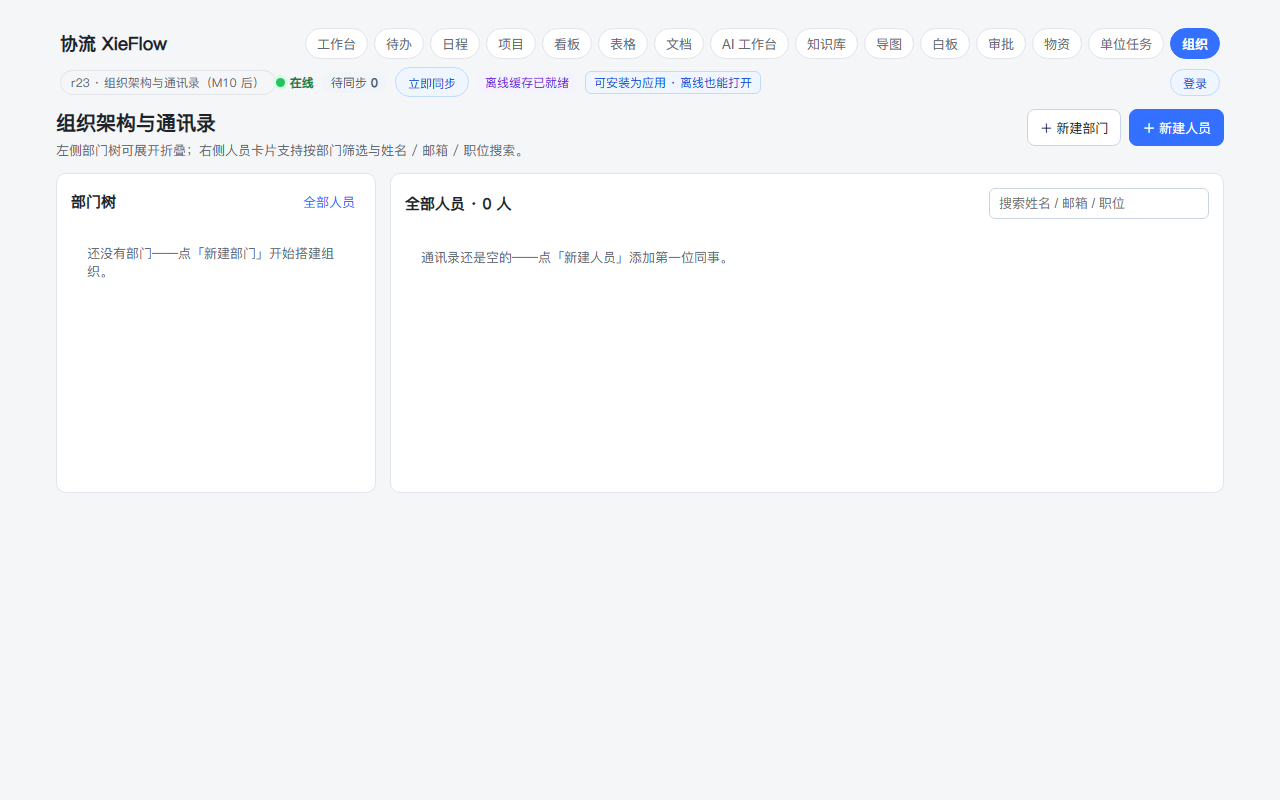 协流 XieFlow
工作台 待办 日程 项目 看板 表格 文档 AI 工作台 知识库 导图 白板 审批 物资 单位任务 组织
r23 · 组织架构与通讯录（M10 后） 在线 待同步 0 立即同步 离线缓存已就绪 可安装为应用 · 离线也能打开 登录
组织架构与通讯录
＋ 新建部门 ＋ 新建人员
左侧部门树可展开折叠；右侧人员卡片支持按部门筛选与姓名 / 邮箱 / 职位搜索。
部门树 全部人员
还没有部门——点「新建部门」开始搭建组
织。
全部人员 · 0 人 搜索姓名 / 邮箱 / 职位
通讯录还是空的——点「新建人员」添加第一位同事。